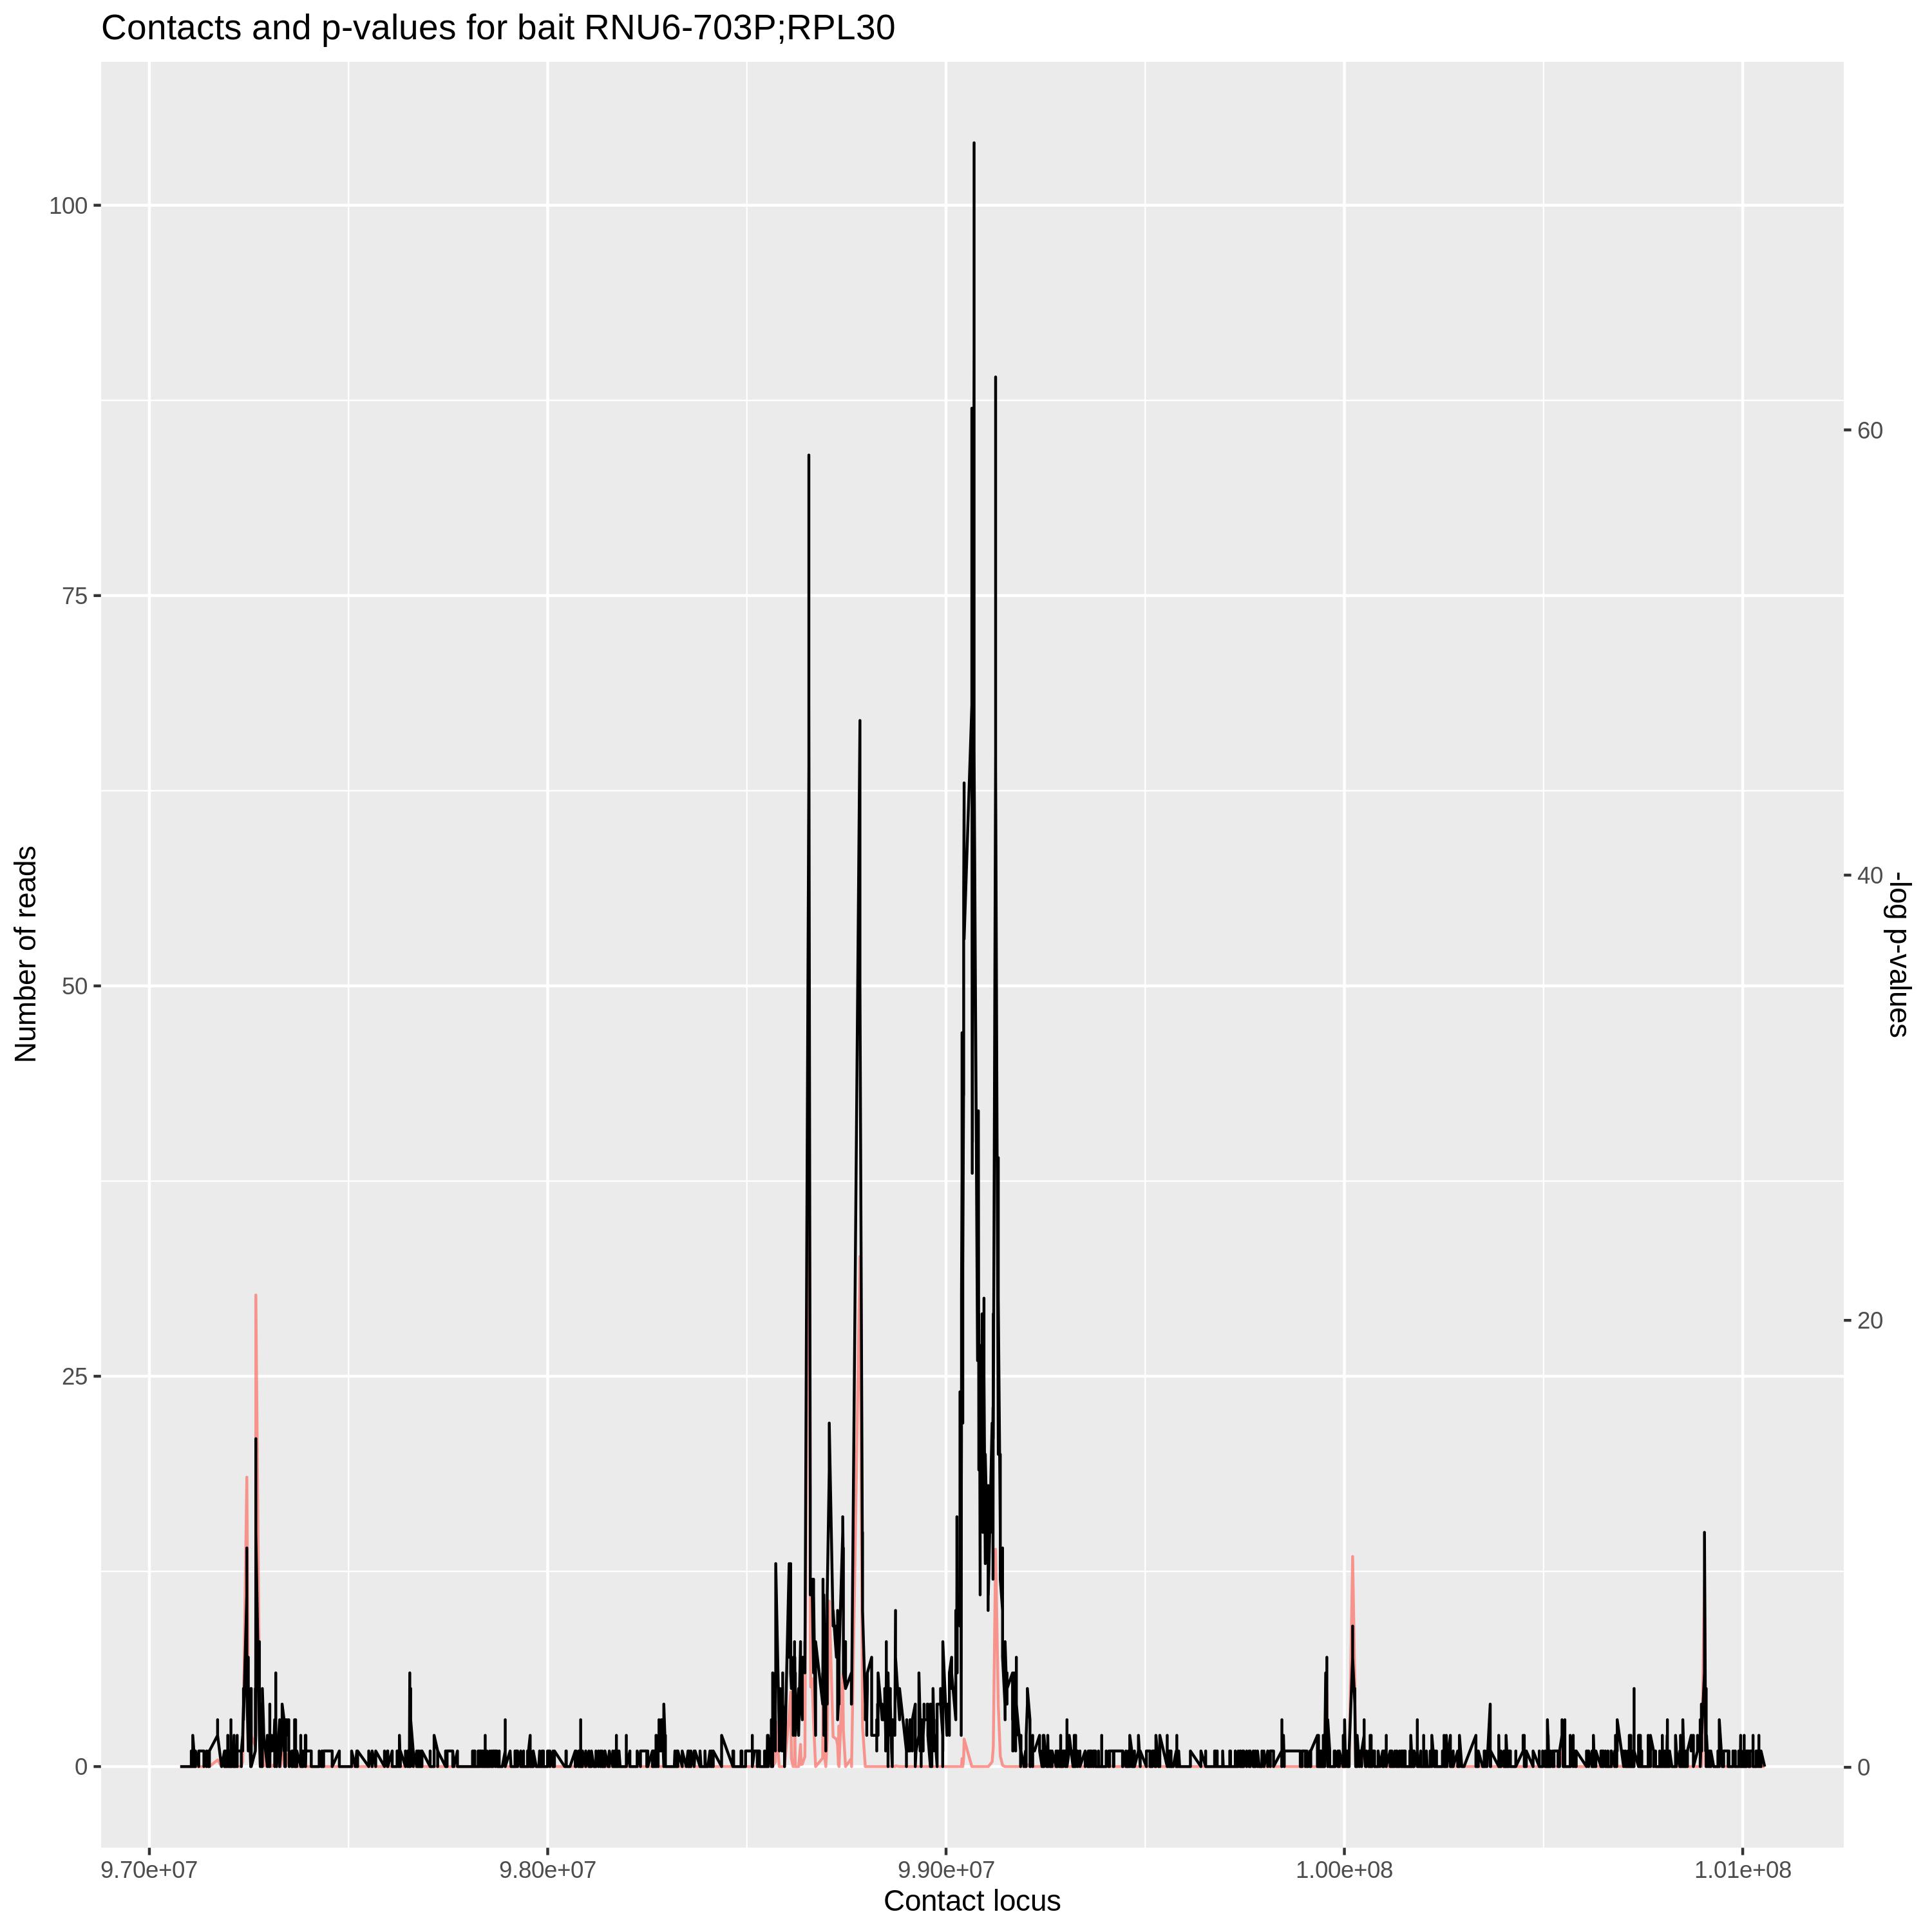 Contacts and p-values for bait RNU6-703P;RPL30
100
75
50
25
0
Number of reads
60
40
20
0
-log p-values
9.70e+07
9.80e+07
9.90e+07
1.00e+08
1.01e+08
Contact locus